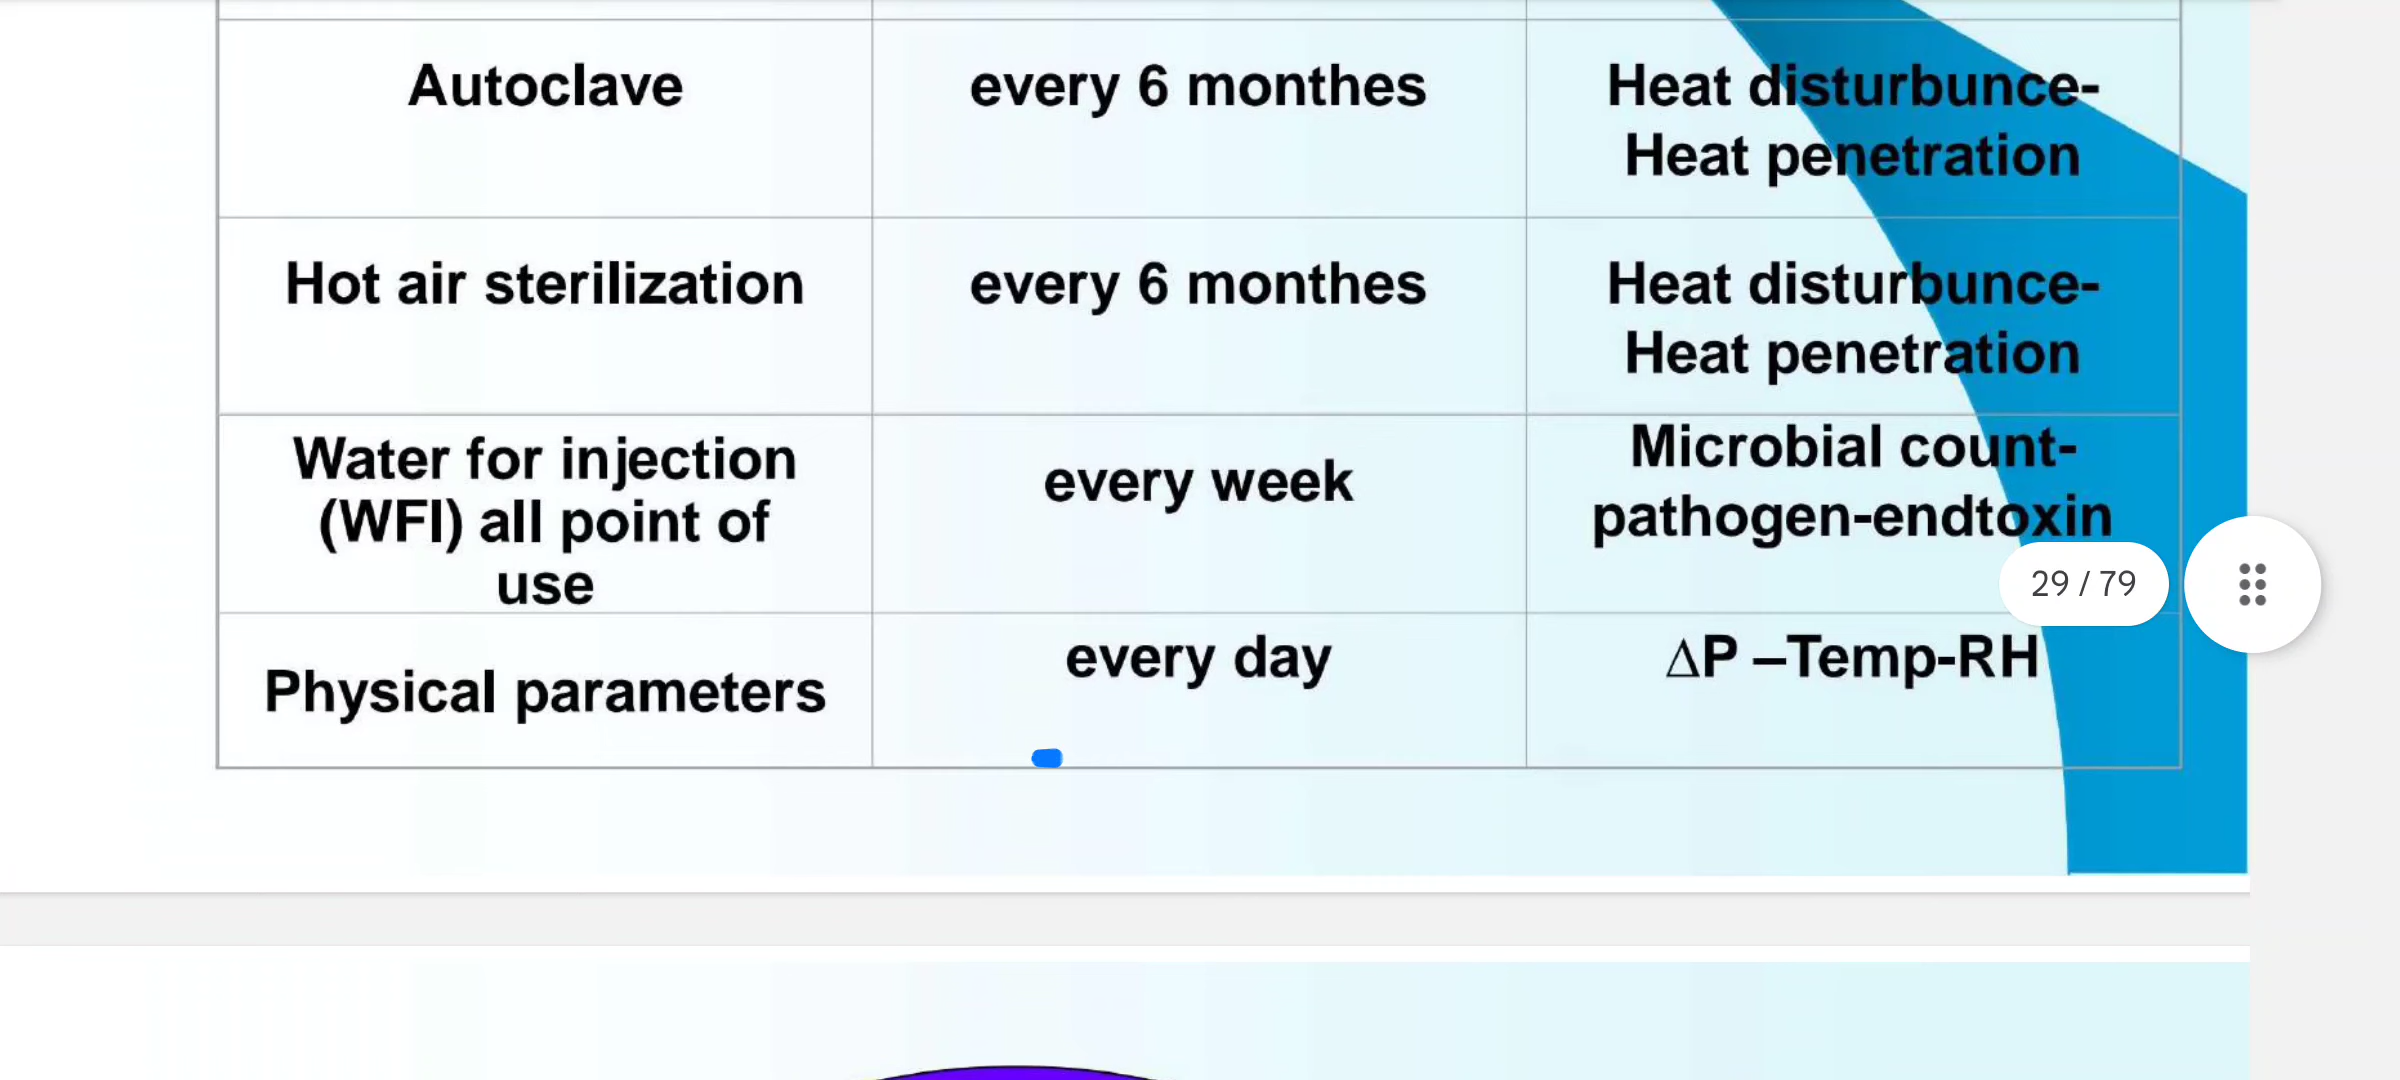 Autoclave
every 6 monthes
Heat disturbunce-
Heat penetration
Hot air sterilization
every 6 monthes
Heat disturbunce-
Heat penetration
Water for injection
(WFI) all point of
use
every week
Microbial count-
pathogen-endtoxin
29 / 79
Physical parameters
every day
∆P –Temp-RH